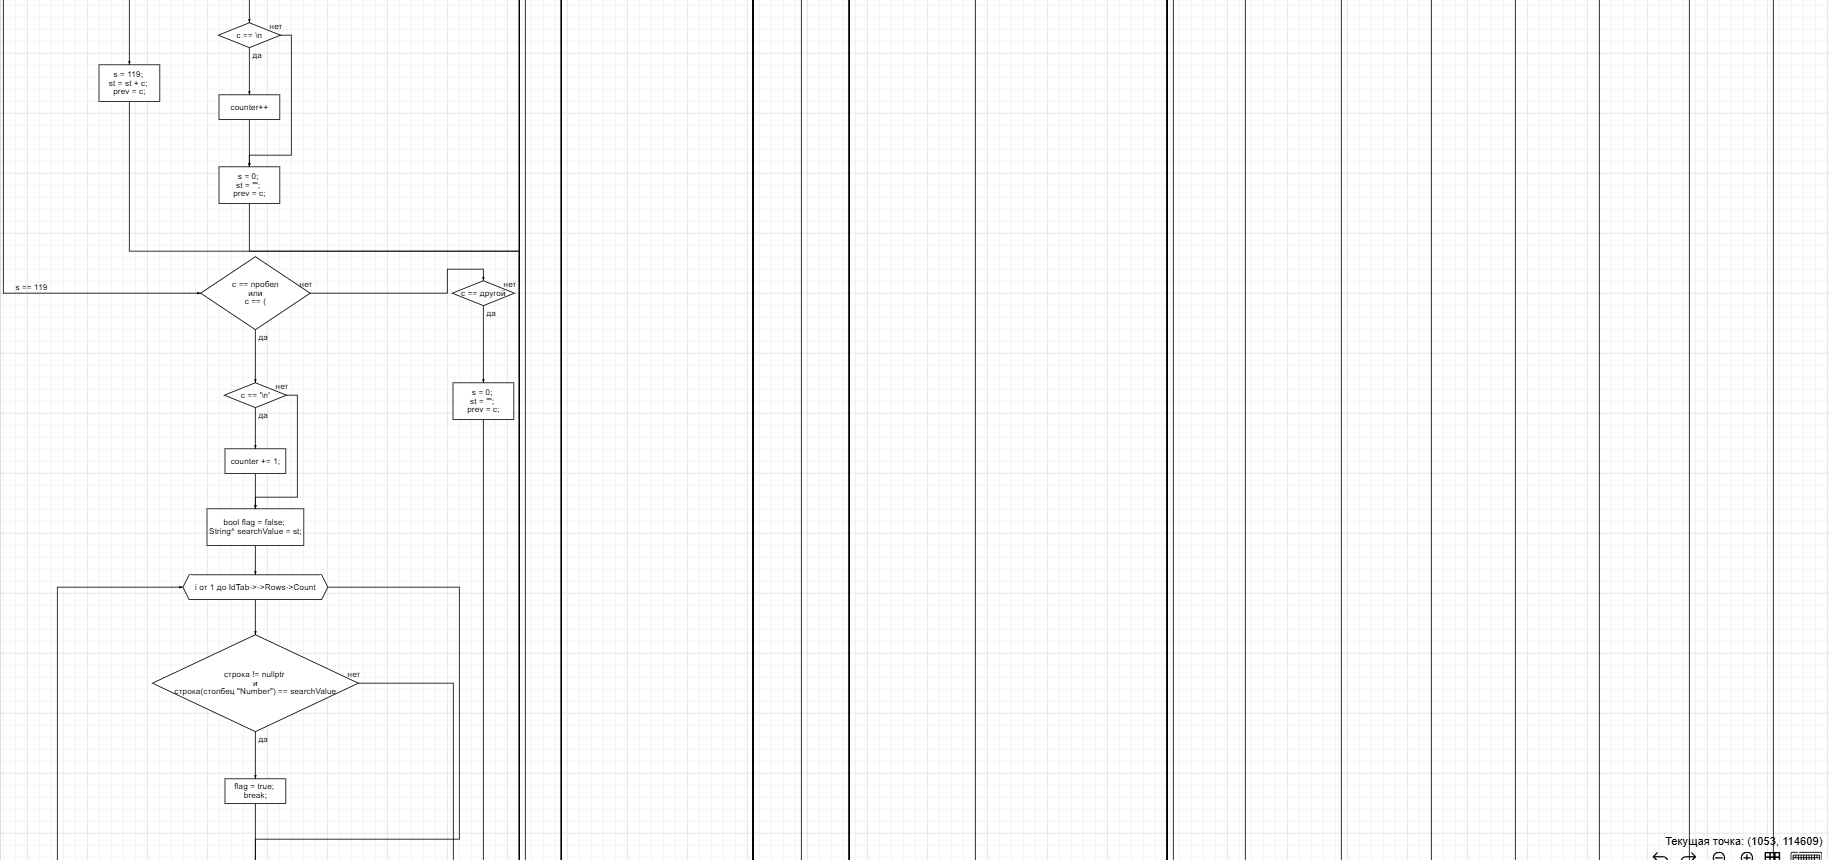 нет
c == \n
да
s = 119;
st = st + c;
prev = c;
counter++
s = 0;
st = "";
prev = c;
s == 119
c == пробел
или
c == (
нет
да
c == другой
нет
да
c == '\n'
нет
да
s = 0;
st = "";
prev = c;
counter += 1;
bool flag = false;
String^ searchValue = st;
i от 1 до IdTab->->Rows->Count
строка != nullptr
и
строка(столбец "Number") == searchValue
нет
да
flag = true;
break;
Текущая точка: (1053, 114609)